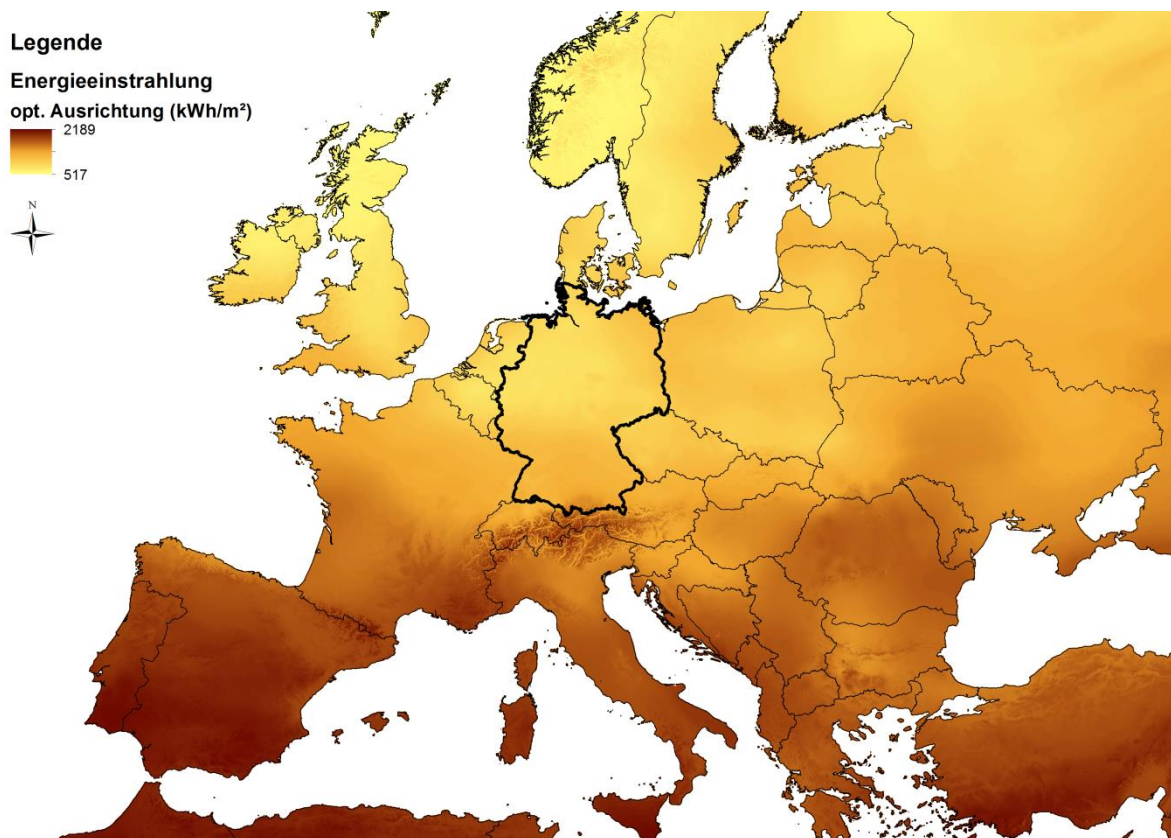 Legende
Energieeinstrahlung
opt. Ausrichtung (kWh/m²)
2189
517
N